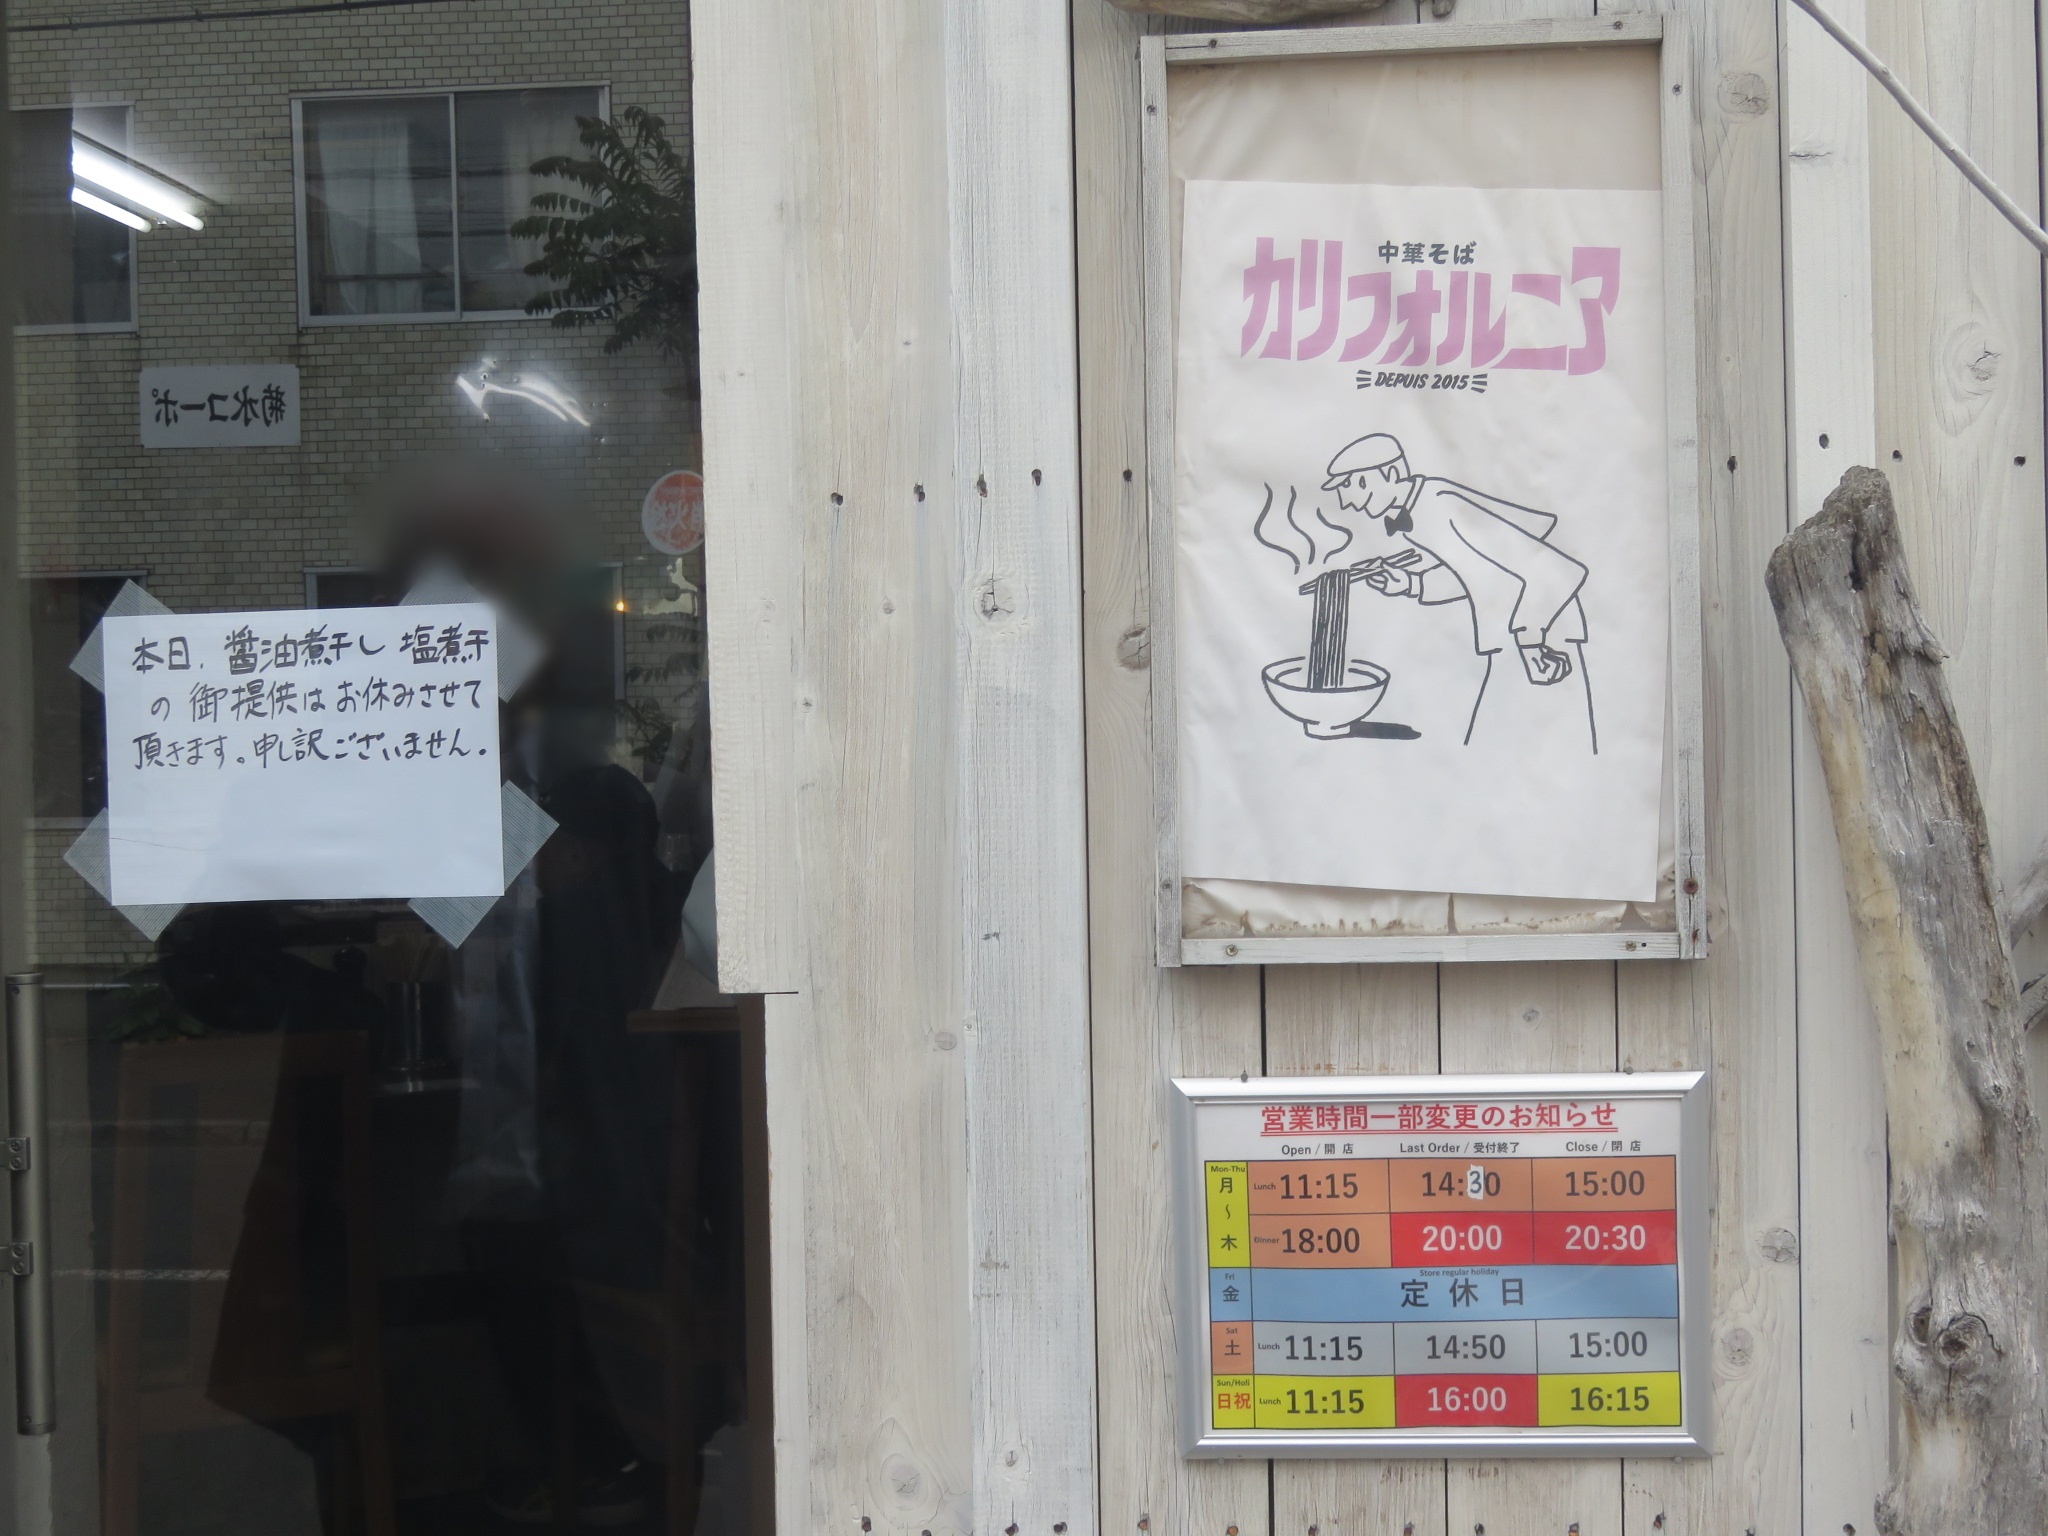 菊水コーポ
本日、醤油煮干し 塩煮干
の御提供はお休みさせて
頂きます。申し訳ございません。
中華そば
カリフォルニア
DEPUIS 2015
営業時間一部変更のお知らせ
Open / 開店 Last Order / 受付終了 Close / 閉店
Mon-Thu
月～木 Lunch 11:15 14:30 15:00
Dinner 18:00 20:00 20:30
Fri Store regular holiday
金 定休日
Sat
土 Lunch 11:15 14:50 15:00
Sun/Holi
日祝 Lunch 11:15 16:00 16:15